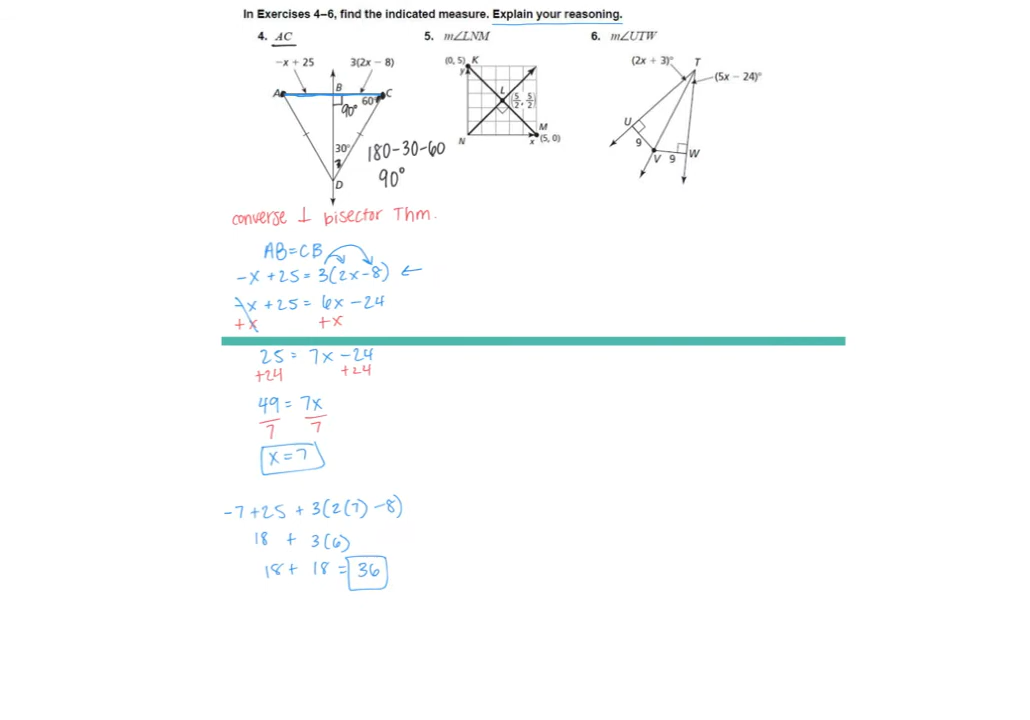 In Exercises 4–6, find the indicated measure. Explain your reasoning.
4. AC
5. m∠LNM
6. m∠UTW
−x + 25
3(2x − 8)
A
B
C
90°
60°
30°
D
180-30-60
90°
(0, 5) K
y
L
(5/2, 5/2)
N
M
x
(5, 0)
(2x + 3)°
T
(5x − 24)°
U
9
V
9
W
converse ⊥ bisector Thm.
AB=CB
-x +25 = 3(2x-8) ←
-x +25 = 6x -24
+x +x
25 = 7x -24
+24 +24
49 = 7x
7 7
x = 7
-7 +25 + 3(2(7) -8)
18 + 3(6)
18 + 18 = 36